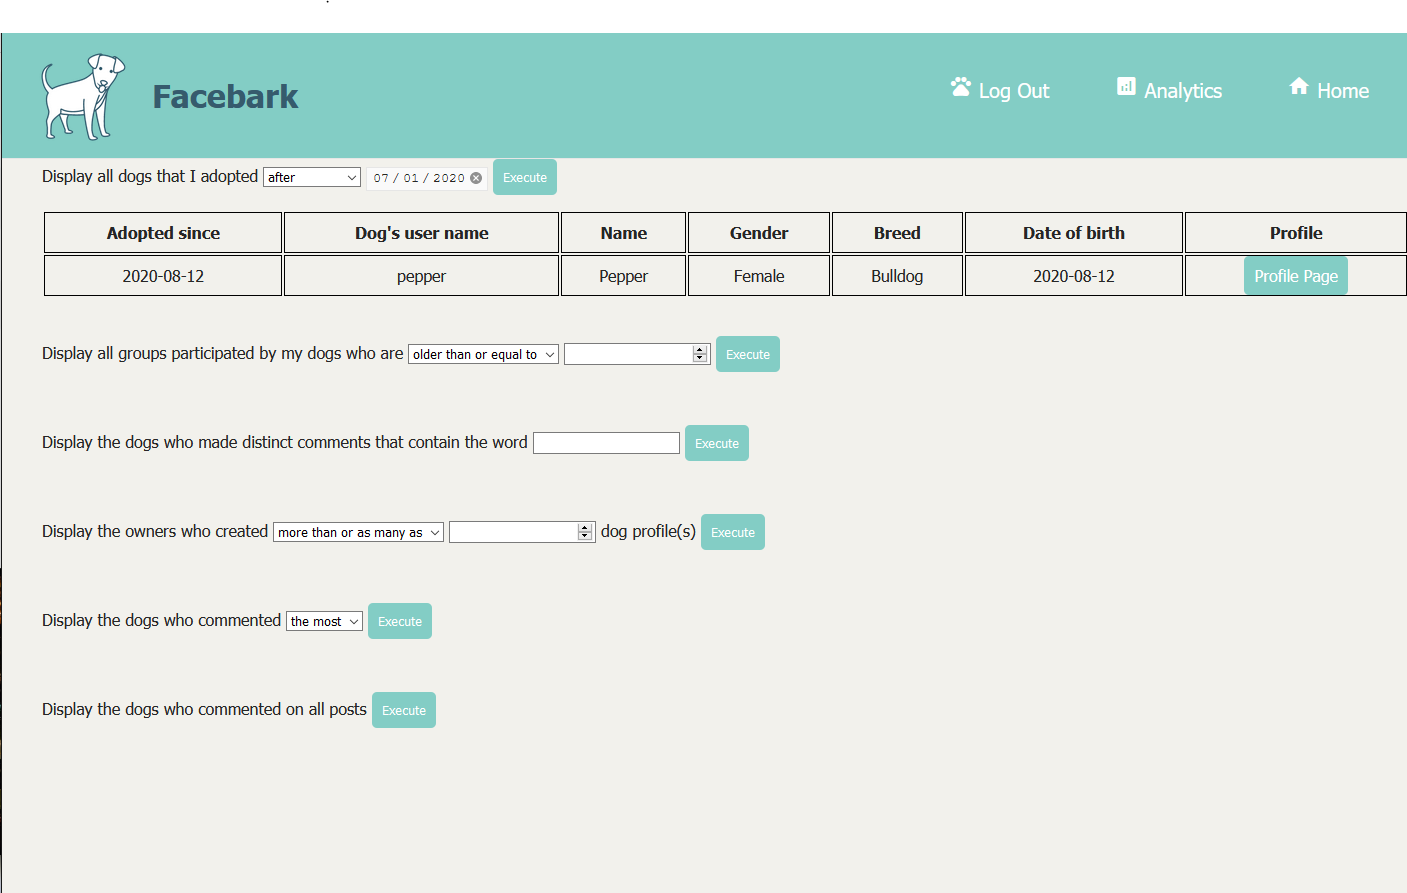 Facebark
Log Out Analytics Home
Display all dogs that I adopted after 07 / 01 / 2020 Execute
Adopted since Dog's user name Name Gender Breed Date of birth Profile
2020-08-12 pepper Pepper Female Bulldog 2020-08-12 Profile Page
Display all groups participated by my dogs who are older than or equal to Execute
Display the dogs who made distinct comments that contain the word Execute
Display the owners who created more than or as many as dog profile(s) Execute
Display the dogs who commented the most Execute
Display the dogs who commented on all posts Execute